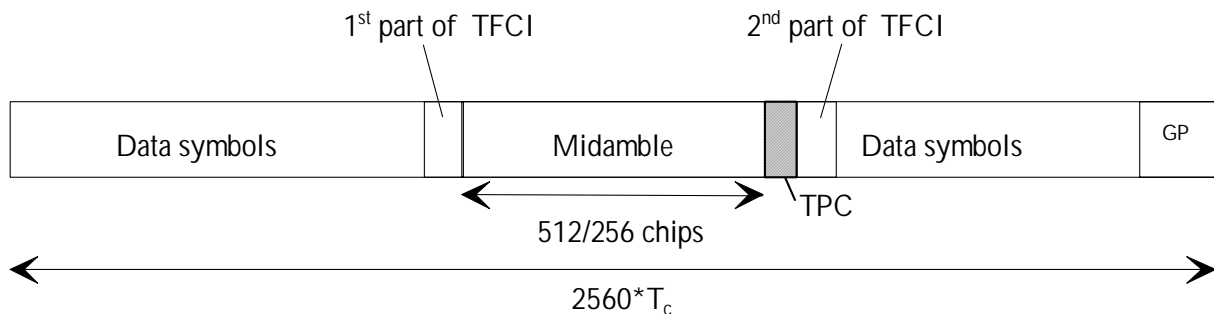 1st part of TFCI
2nd part of TFCI
Data symbols
Midamble
Data symbols
GP
TPC
512/256 chips
2560*Tc